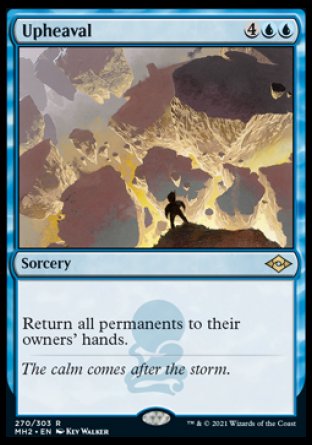 Upheaval 4
Sorcery
Return all permanents to their
owners' hands.
The calm comes after the storm.
270/303 R
MH2 • EN Key Walker
™ & © 2021 Wizards of the Coast